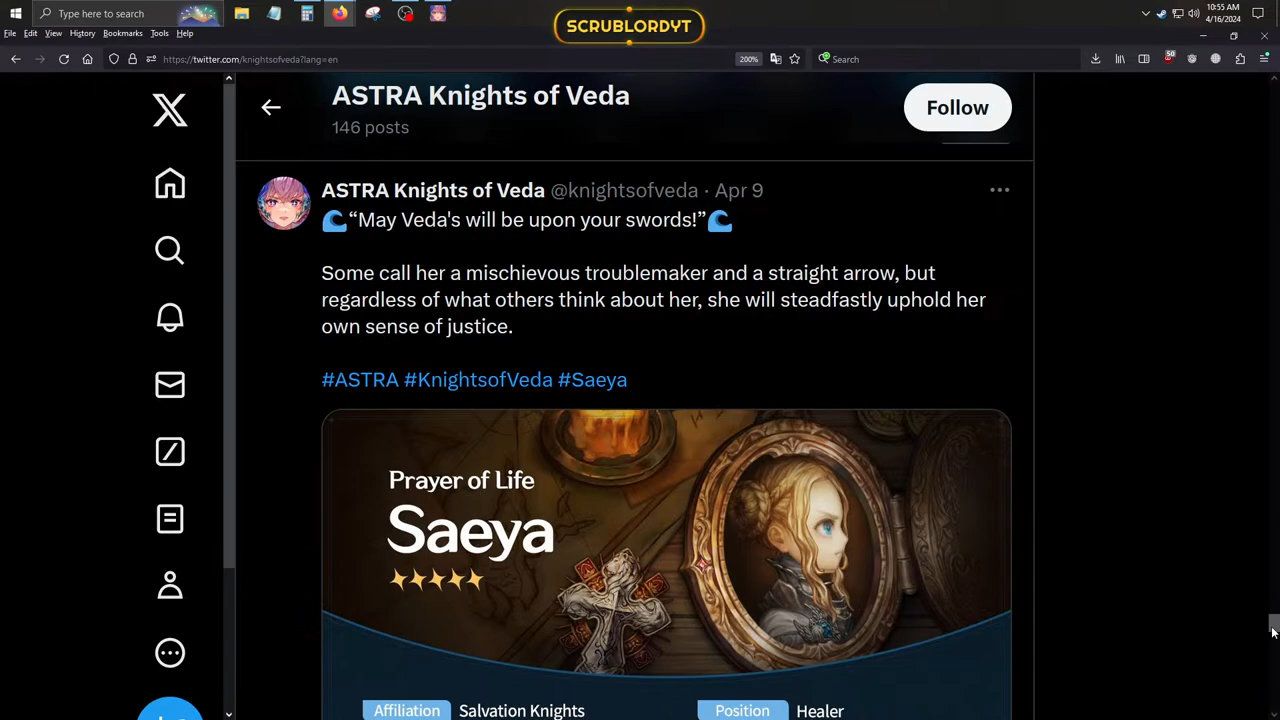 Type here to search
SCRUBLORDYT
10:55 AM
4/16/2024
File Edit View History Bookmarks Tools Help
https://twitter.com/knightsofveda?lang=en
200%
Search
50
ASTRA Knights of Veda
146 posts
Follow
ASTRA Knights of Veda @knightsofveda · Apr 9
🌊“May Veda's will be upon your swords!”🌊
Some call her a mischievous troublemaker and a straight arrow, but
regardless of what others think about her, she will steadfastly uphold her
own sense of justice.
#ASTRA #KnightsofVeda #Saeya
Prayer of Life
Saeya
Affiliation Salvation Knights
Position Healer